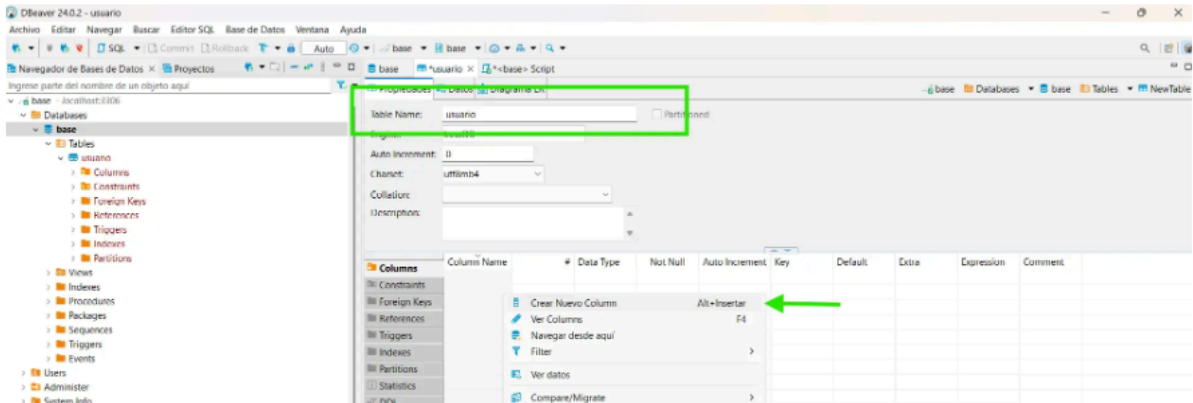 DBeaver 24.0.2 - usuario
Archivo Editar Navegar Buscar Editor SQL Base de Datos Ventana Ayuda
SQL Commit Rollback T Auto base base
Navegador de Bases de Datos Proyectos base *usuario *<base> Script
Ingrese parte del nombre de un objeto aquí
Propiedades Datos Diagrama ER base Databases base Tables NewTable
base - localhost:3306
Databases
base
Tables
usuario
Columns
Constraints
Foreign Keys
References
Triggers
Indexes
Partitions
Views
Indexes
Procedures
Packages
Sequences
Triggers
Events
Users
Administer
System Info
Table Name: usuario Partitioned
Auto Increment: 0
Charset: utf8mb4
Collation:
Description:
Columns
Constraints
Foreign Keys
References
Triggers
Indexes
Partitions
Statistics
DDL
Column Name # Data Type Not Null Auto Increment Key Default Extra Expression Comment
Crear Nuevo Column Alt+Insertar
Ver Columns F4
Navegar desde aquí
Filter
Ver datos
Compare/Migrate